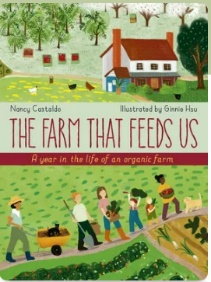 Nancy Castaldo Illustrated by Ginnie Hsu
THE FARM THAT FEEDS US
A year in the life of an organic farm